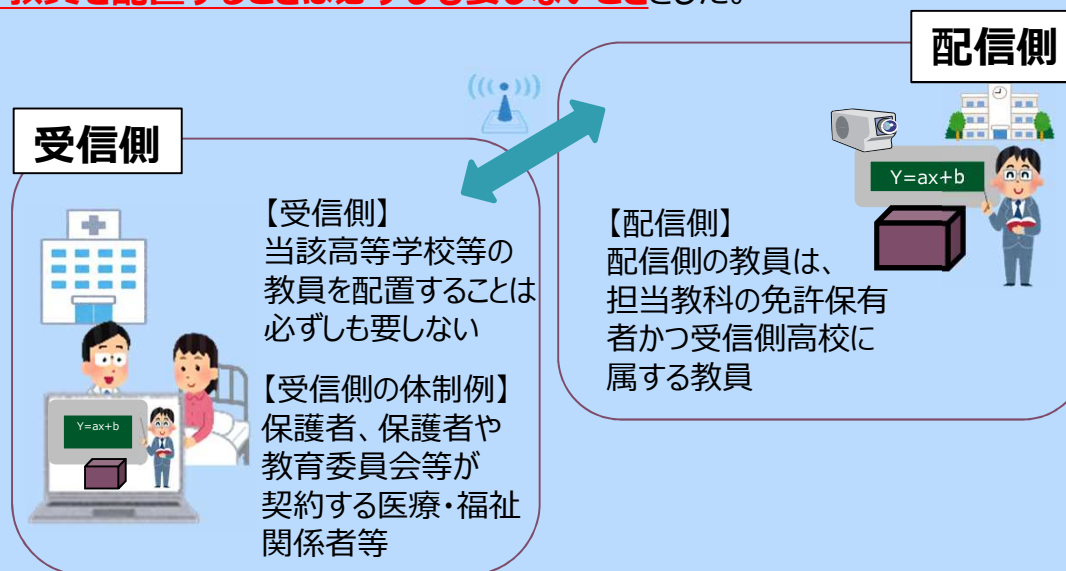 教員を配置することは必ずしも要しないこととした。
配信側
受信側
Y=ax+b
【受信側】
当該高等学校等の
教員を配置することは
必ずしも要しない
【配信側】
配信側の教員は、
担当教科の免許保有
者かつ受信側高校に
属する教員
【受信側の体制例】
保護者、保護者や
教育委員会等が
契約する医療・福祉
関係者等
Y=ax+b